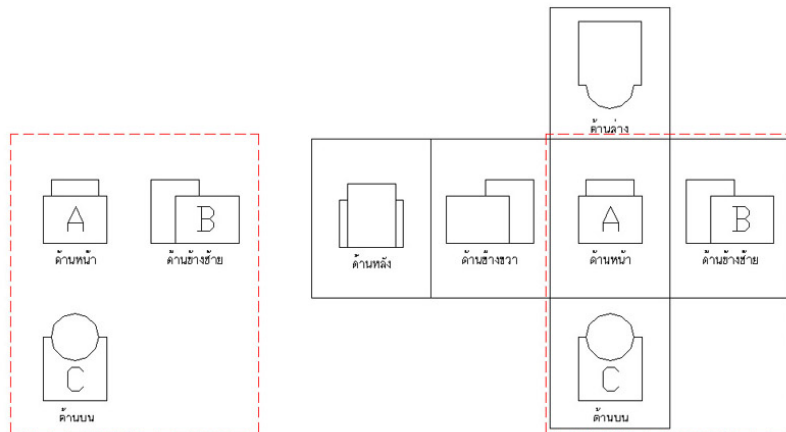 ด้านล่าง
A
B
A
B
ด้านหน้า
ด้านข้างซ้าย
ด้านหลัง
ด้านข้างขวา
ด้านหน้า
ด้านข้างซ้าย
C
C
ด้านบน
ด้านบน